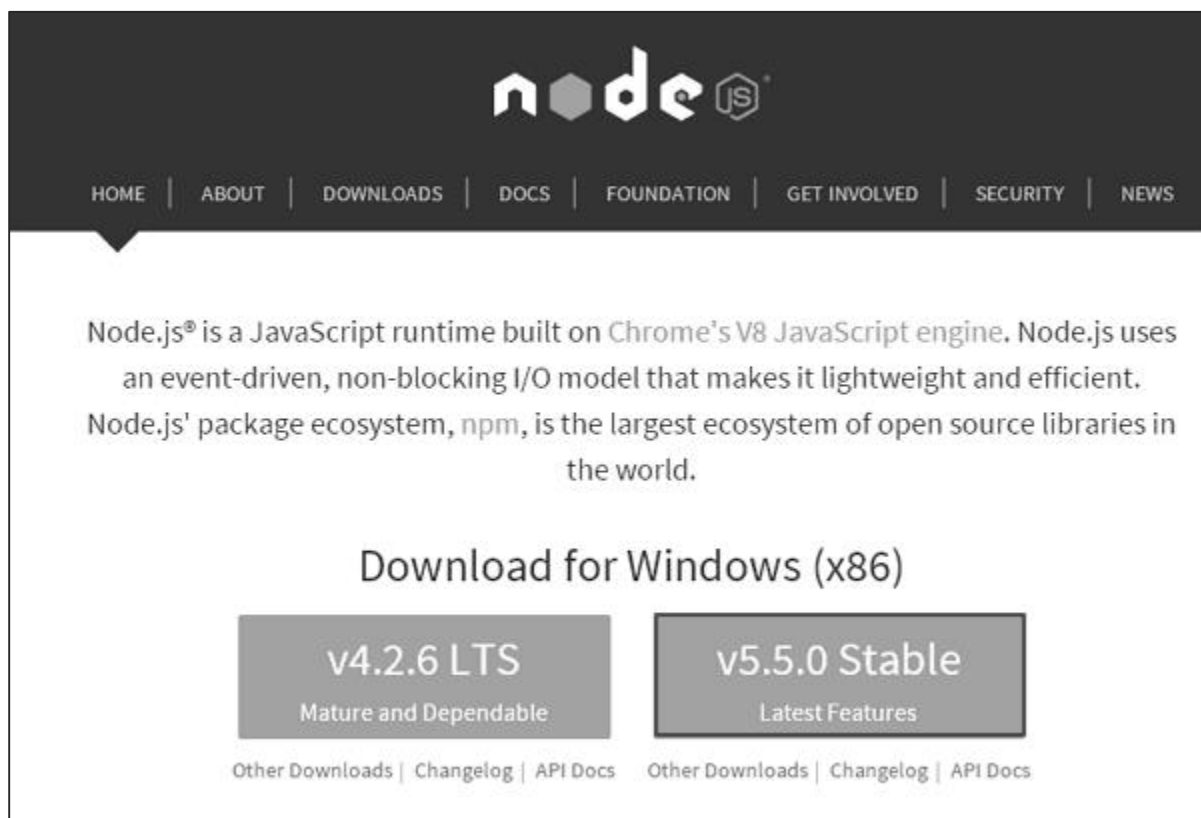 node JS®
HOME | ABOUT | DOWNLOADS | DOCS | FOUNDATION | GET INVOLVED | SECURITY | NEWS
Node.js® is a JavaScript runtime built on Chrome's V8 JavaScript engine. Node.js uses
an event-driven, non-blocking I/O model that makes it lightweight and efficient.
Node.js' package ecosystem, npm, is the largest ecosystem of open source libraries in
the world.
Download for Windows (x86)
v4.2.6 LTS
Mature and Dependable
v5.5.0 Stable
Latest Features
Other Downloads | Changelog | API Docs
Other Downloads | Changelog | API Docs